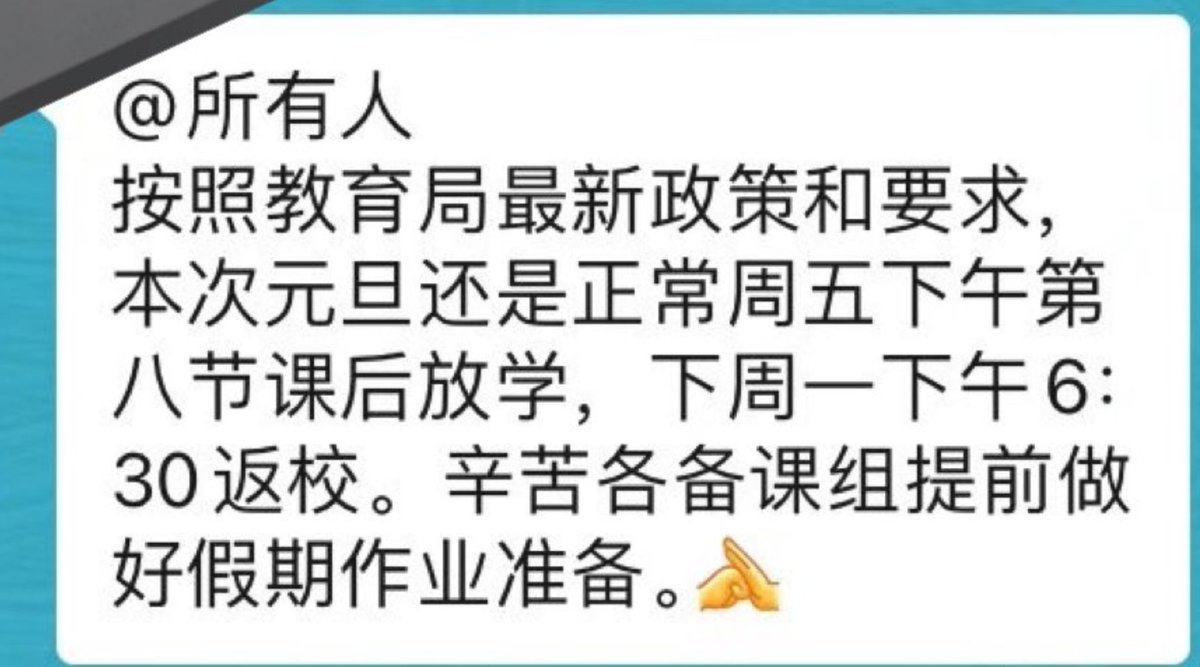 @所有人
按照教育局最新政策和要求，
本次元旦还是正常周五下午第
八节课后放学，下周一下午6：
30返校。辛苦各备课组提前做
好假期作业准备。